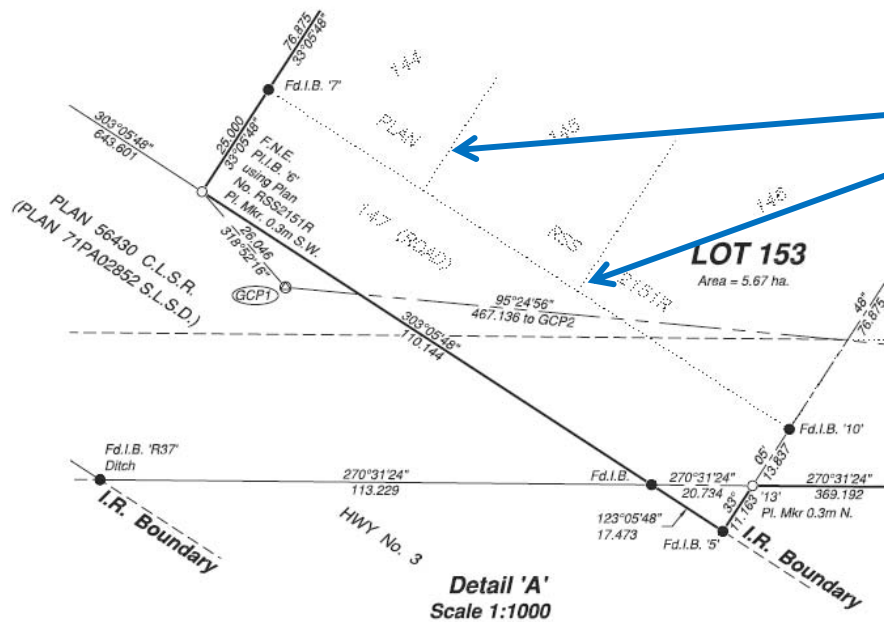 76.875
33°05'48"
Fd.I.B. '7'
144
PLAN
145
303°05'48"
643.601
25.000
33°05'48"
F.N.E.
Pl.I.B. '6'
using Plan
No. RSS2151R
Pl. Mkr. 0.3m S.W.
147 (ROAD)
RSS
2151R
146
LOT 153
Area = 5.67 ha.
PLAN 56430 C.L.S.R.
(PLAN 71PA02852 S.L.S.D.)
26.046
318°52'16"
GCP1
95°24'56"
467.136 to GCP2
48"
76.875
303°05'48"
110.144
Fd.I.B. '10'
05'
13.837
Fd.I.B. 'R37'
Ditch
270°31'24"
113.229
Fd.I.B.
270°31'24"
20.734
270°31'24"
369.192
'13'
Pl. Mkr 0.3m N.
33°
11.163
I.R. Boundary
HWY No. 3
123°05'48"
17.473
Fd.I.B. '5'
I.R. Boundary
Detail 'A'
Scale 1:1000